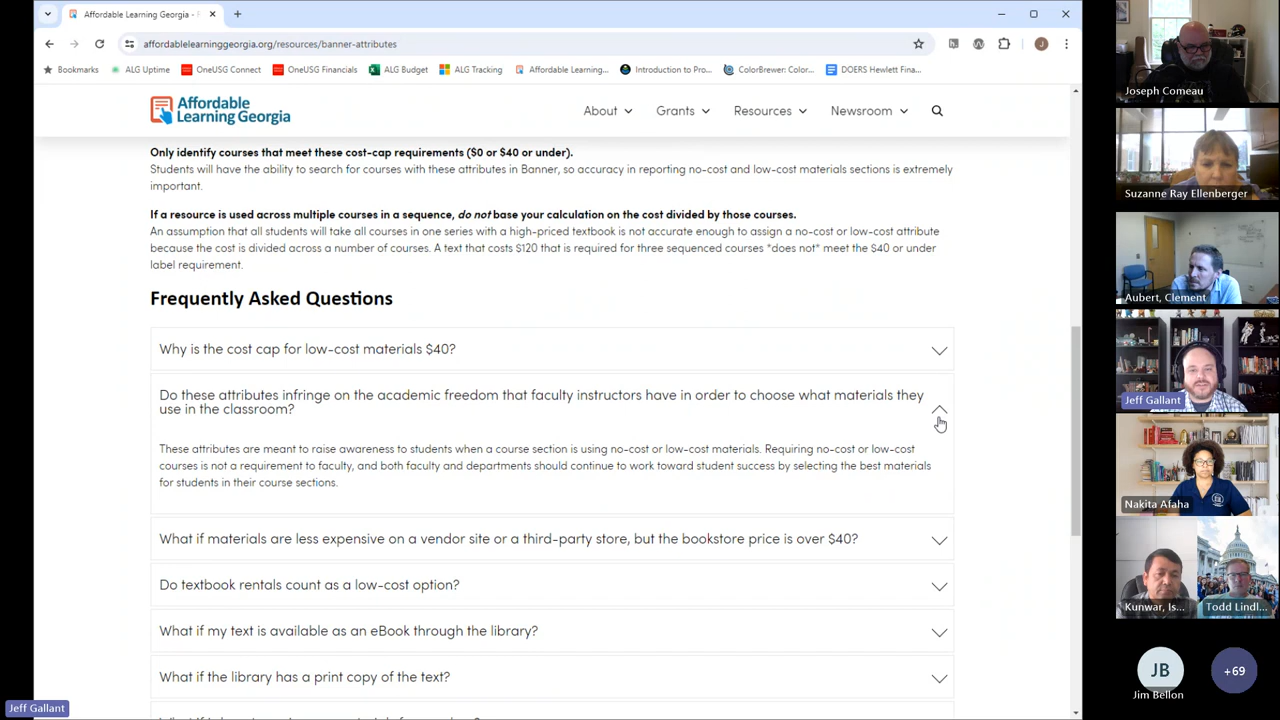 Affordable Learning Georgia - F
affordablelearninggeorgia.org/resources/banner-attributes
J
Bookmarks ALG Uptime OneUSG Connect OneUSG Financials ALG Budget ALG Tracking Affordable Learning... Introduction to Pro... ColorBrewer: Color... DOERS Hewlett Fina...
Affordable
Learning Georgia
About Grants Resources Newsroom
Only identify courses that meet these cost-cap requirements ($0 or $40 or under).
Students will have the ability to search for courses with these attributes in Banner, so accuracy in reporting no-cost and low-cost materials sections is extremely
important.
If a resource is used across multiple courses in a sequence, do not base your calculation on the cost divided by those courses.
An assumption that all students will take all courses in one series with a high-priced textbook is not accurate enough to assign a no-cost or low-cost attribute
because the cost is divided across a number of courses. A text that costs $120 that is required for three sequenced courses *does not* meet the $40 or under
label requirement.
Frequently Asked Questions
Why is the cost cap for low-cost materials $40?
Do these attributes infringe on the academic freedom that faculty instructors have in order to choose what materials they
use in the classroom?
These attributes are meant to raise awareness to students when a course section is using no-cost or low-cost materials. Requiring no-cost or low-cost
courses is not a requirement to faculty, and both faculty and departments should continue to work toward student success by selecting the best materials
for students in their course sections.
What if materials are less expensive on a vendor site or a third-party store, but the bookstore price is over $40?
Do textbook rentals count as a low-cost option?
What if my text is available as an eBook through the library?
What if the library has a print copy of the text?
Jeff Gallant
Joseph Comeau
Suzanne Ray Ellenberger
Aubert, Clement
Jeff Gallant
Nakita Afaha
Kunwar, Is...
Todd Lindl...
JB
+69
Jim Bellon